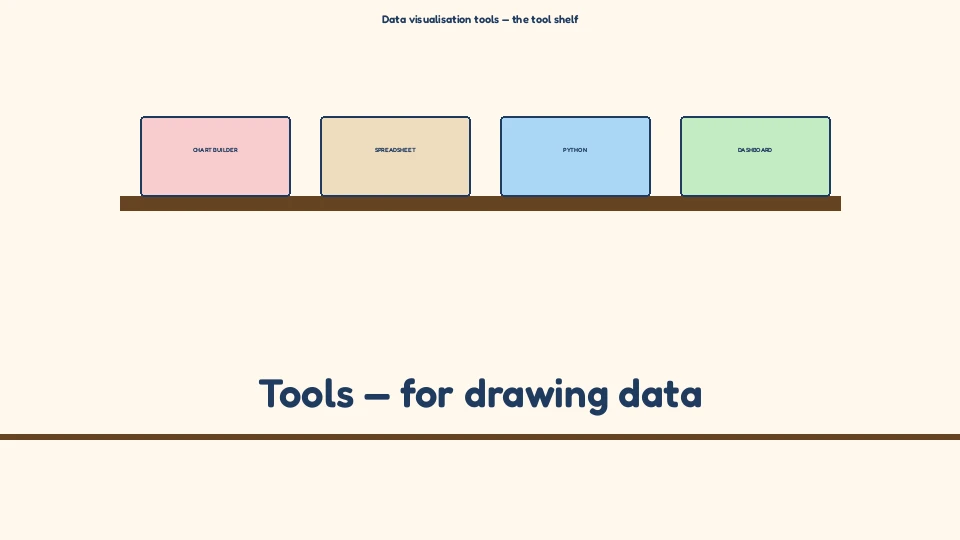 Data visualisation tools — the tool shelf
CHART BUILDER
SPREADSHEET
PYTHON
DASHBOARD
Tools — for drawing data